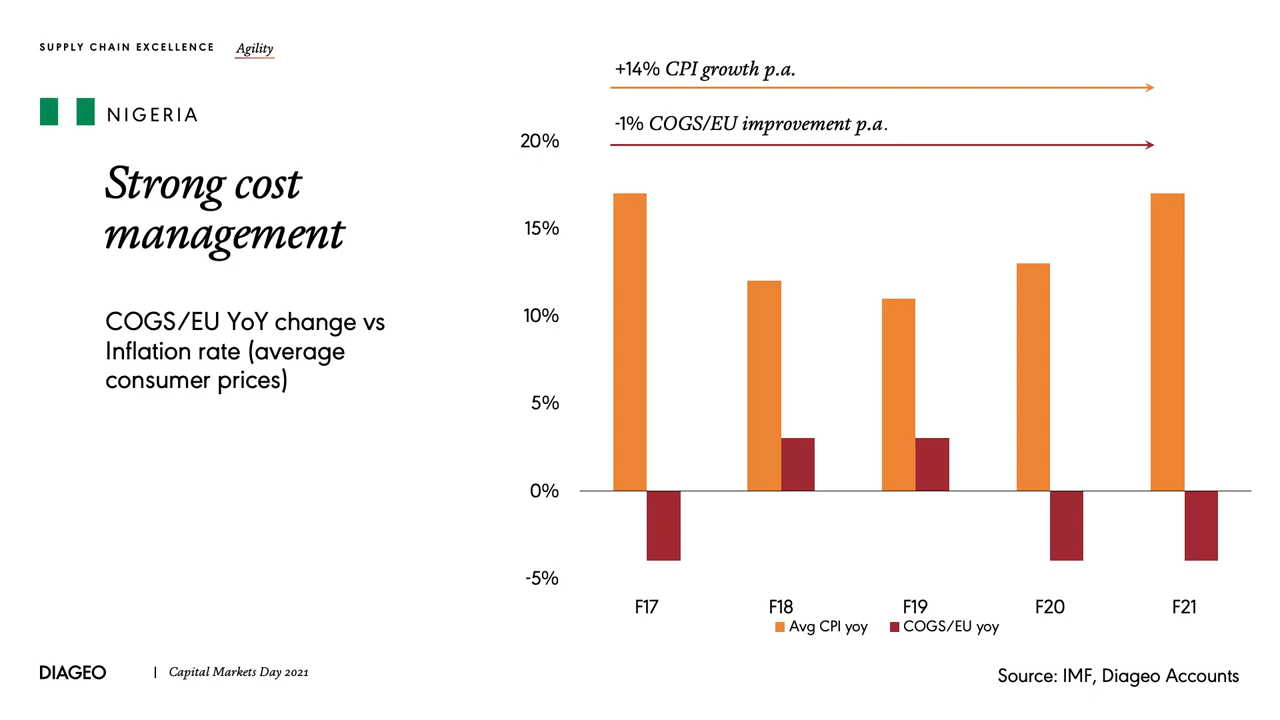 SUPPLY CHAIN EXCELLENCE Agility
NIGERIA
Strong cost
management
COGS/EU YoY change vs
Inflation rate (average
consumer prices)
+14% CPI growth p.a.
-1% COGS/EU improvement p.a.
20%
15%
10%
5%
0%
-5%
F17 F18 F19 F20 F21
Avg CPI yoy COGS/EU yoy
DIAGEO | Capital Markets Day 2021
Source: IMF, Diageo Accounts